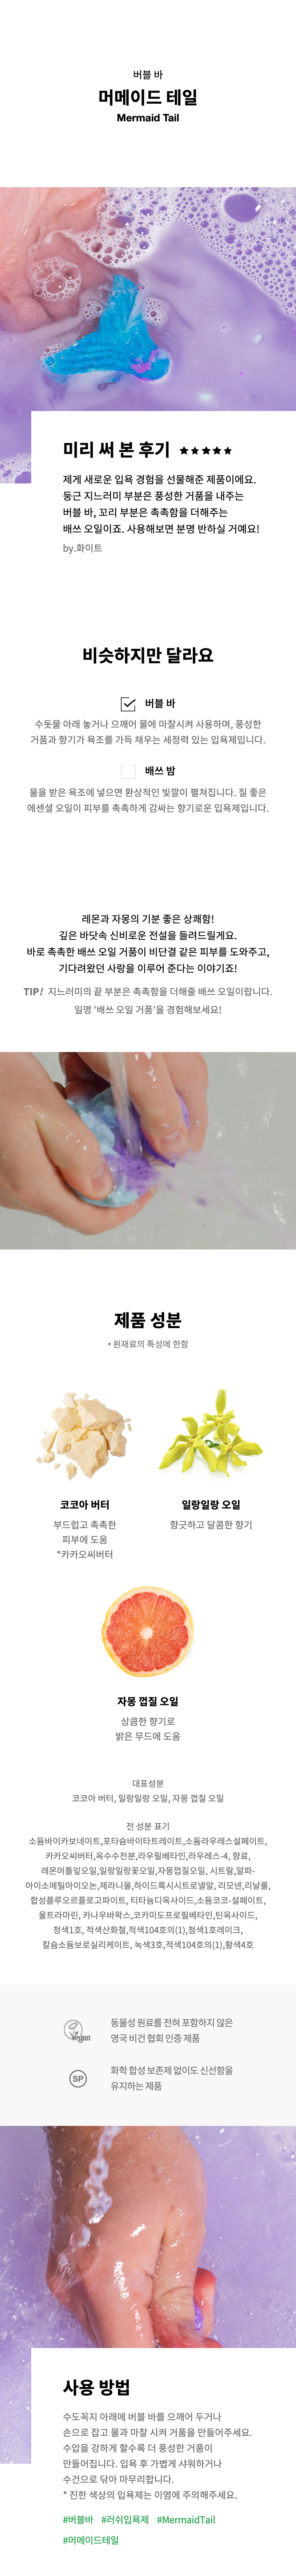 버블 바
머메이드 테일
Mermaid Tail
미리 써 본 후기 ★★★★★
제게 새로운 입욕 경험을 선물해준 제품이에요.
둥근 지느러미 부분은 풍성한 거품을 내주는
버블 바, 꼬리 부분은 촉촉함을 더해주는
배쓰 오일이죠. 사용해보면 분명 반하실 거예요!
by.화이트
비슷하지만 달라요
버블 바
수돗물 아래 놓거나 으깨어 물에 마찰시켜 사용하며, 풍성한
거품과 향기가 욕조를 가득 채우는 세정력 있는 입욕제입니다.
배쓰 밤
물을 받은 욕조에 넣으면 환상적인 빛깔이 펼쳐집니다. 질 좋은
에센셜 오일이 피부를 촉촉하게 감싸는 향기로운 입욕제입니다.
레몬과 자몽의 기분 좋은 상쾌함!
깊은 바닷속 신비로운 전설을 들려드릴게요.
바로 촉촉한 배쓰 오일 거품이 비단결 같은 피부를 도와주고,
기다려왔던 사랑을 이루어 준다는 이야기죠!
TIP! 지느러미의 끝 부분은 촉촉함을 더해줄 배쓰 오일이랍니다.
일명 '배쓰 오일 거품'을 경험해보세요!
제품 성분
* 원재료의 특성에 한함
코코아 버터
부드럽고 촉촉한
피부에 도움
*카카오씨버터
일랑일랑 오일
향긋하고 달콤한 향기
자몽 껍질 오일
상큼한 향기로
밝은 무드에 도움
대표성분
코코아 버터, 일랑일랑 오일, 자몽 껍질 오일
전 성분 표기
소듐바이카보네이트,포타슘바이타트레이트,소듐라우레스설페이트,
카카오씨버터,옥수수전분,라우릴베타인,라우레스-4, 향료,
레몬머틀잎오일,일랑일랑꽃오일,자몽껍질오일, 시트랄,알파-
아이소메틸아이오논,제라니올,하이드록시시트로넬알, 리모넨,리날룰,
합성플루오르플로고파이트, 티타늄디옥사이드,소듐코코-설페이트,
울트라마린, 카나우바왁스,코카미도프로필베타인,틴옥사이드,
청색1호, 적색산화철,적색104호의(1),청색1호레이크,
칼슘소듐보로실리케이트, 녹색3호,적색104호의(1),황색4호
Vegan
동물성 원료를 전혀 포함하지 않은
영국 비건 협회 인증 제품
SP
화학 합성 보존제 없이도 신선함을
유지하는 제품
사용 방법
수도꼭지 아래에 버블 바를 으깨어 두거나
손으로 잡고 물과 마찰 시켜 거품을 만들어주세요.
수압을 강하게 할수록 더 풍성한 거품이
만들어집니다. 입욕 후 가볍게 샤워하거나
수건으로 닦아 마무리합니다.
* 진한 색상의 입욕제는 이염에 주의해주세요.
#버블바 #러쉬입욕제 #MermaidTail
#머메이드테일